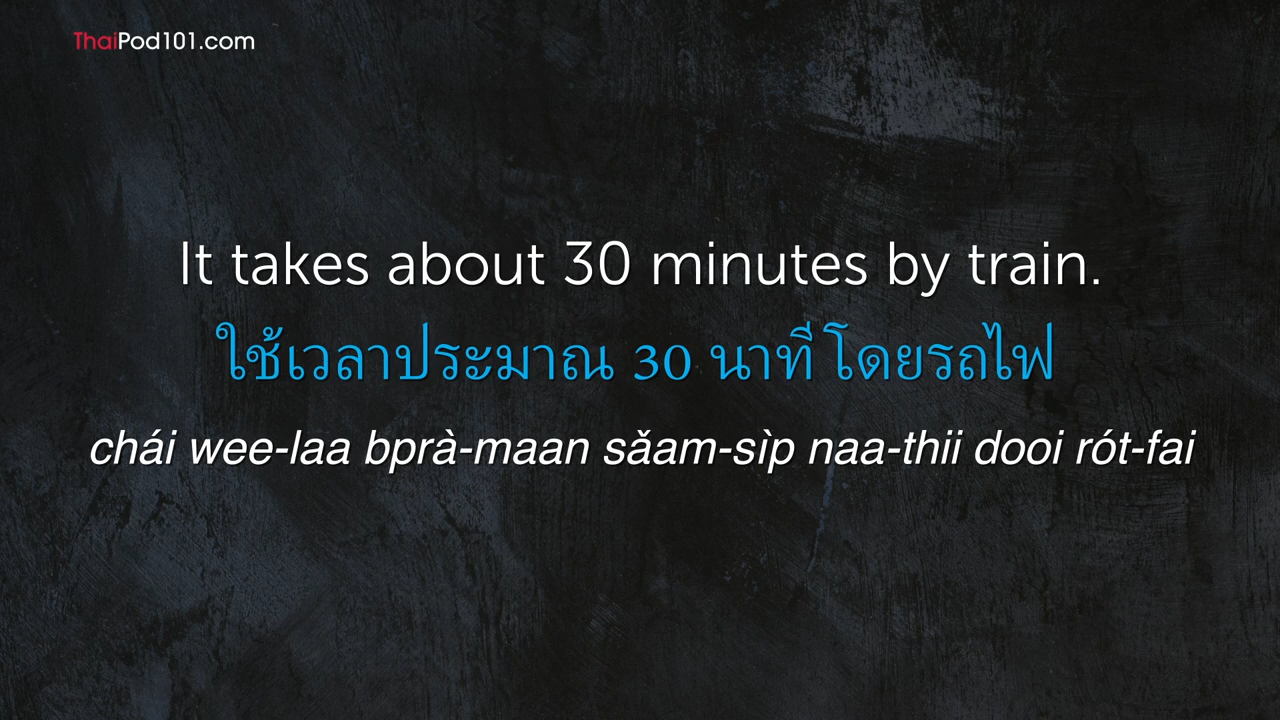 ThaiPod101.com
It takes about 30 minutes by train.
ใช้เวลาประมาณ 30 นาที โดยรถไฟ
chái wee-laa bprà-maan sǎam-sìp naa-thii dooi rót-fai